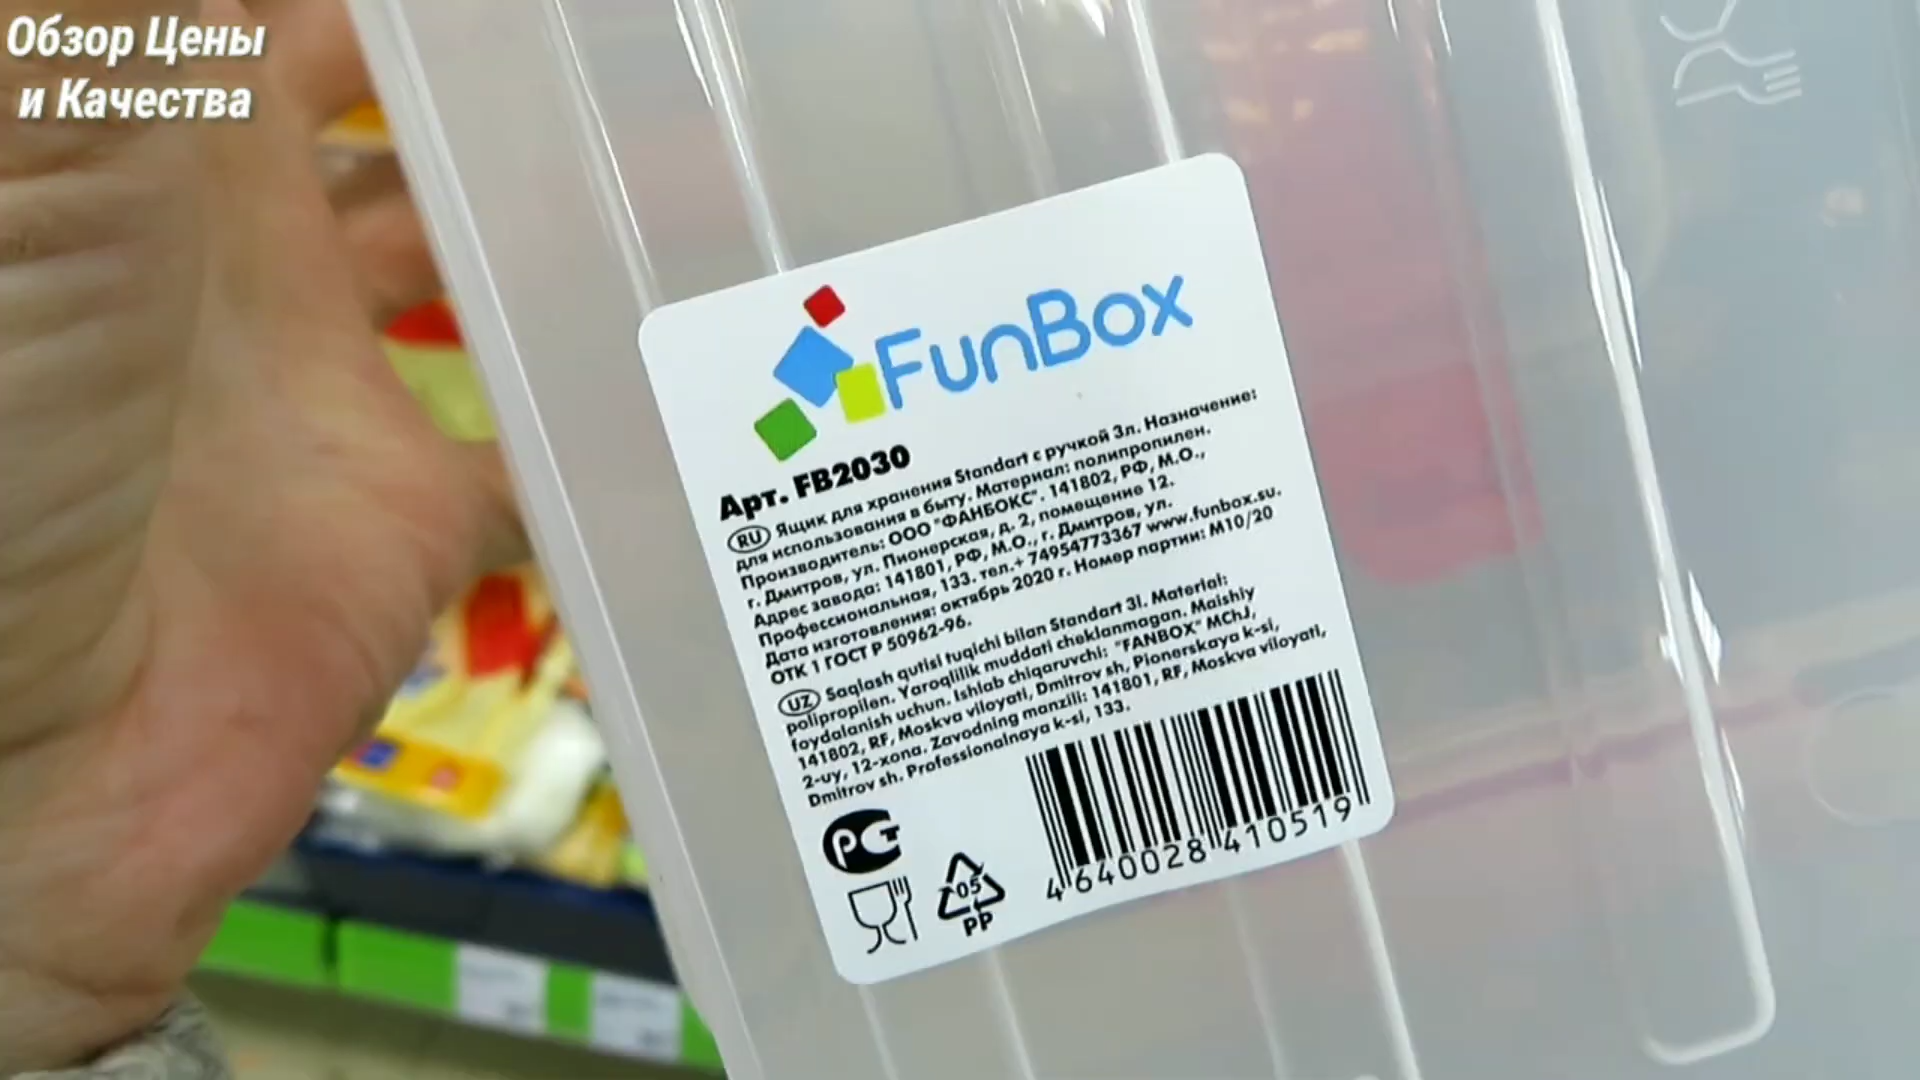 Обзор Цены
и Качества
FunBox
Арт. FB2030
RU Ящик для хранения Standart с ручкой 3л. Назначение:
для использования в быту. Материал: полипропилен.
Производитель: ООО "ФАНБОКС". 141802, РФ, М.О.,
г. Дмитров, ул. Пионерская, д. 2, помещение 12.
Адрес завода: 141801, РФ, М.О., г. Дмитров, ул.
Профессиональная, 133. тел.+ 74954773367 www.funbox.su.
Дата изготовления: октябрь 2020 г. Номер партии: М10/20
ОТК 1 ГОСТ Р 50962-96.
UZ Saqlash qutisi tuqichi bilan Standart 3l. Material:
polipropilen. Yaroqlilik muddati cheklanmagan. Maishiy
foydalanish uchun. Ishlab chiqaruvchi: "FANBOX" MChJ,
141802, RF, Moskva viloyati, Dmitrov sh, Pionerskaya k-si,
2-uy, 12-xona. Zavodning manzili: 141801, RF, Moskva viloyati,
Dmitrov sh. Professionalnaya k-si, 133.
РСТ
05
PP
4 640028 410519